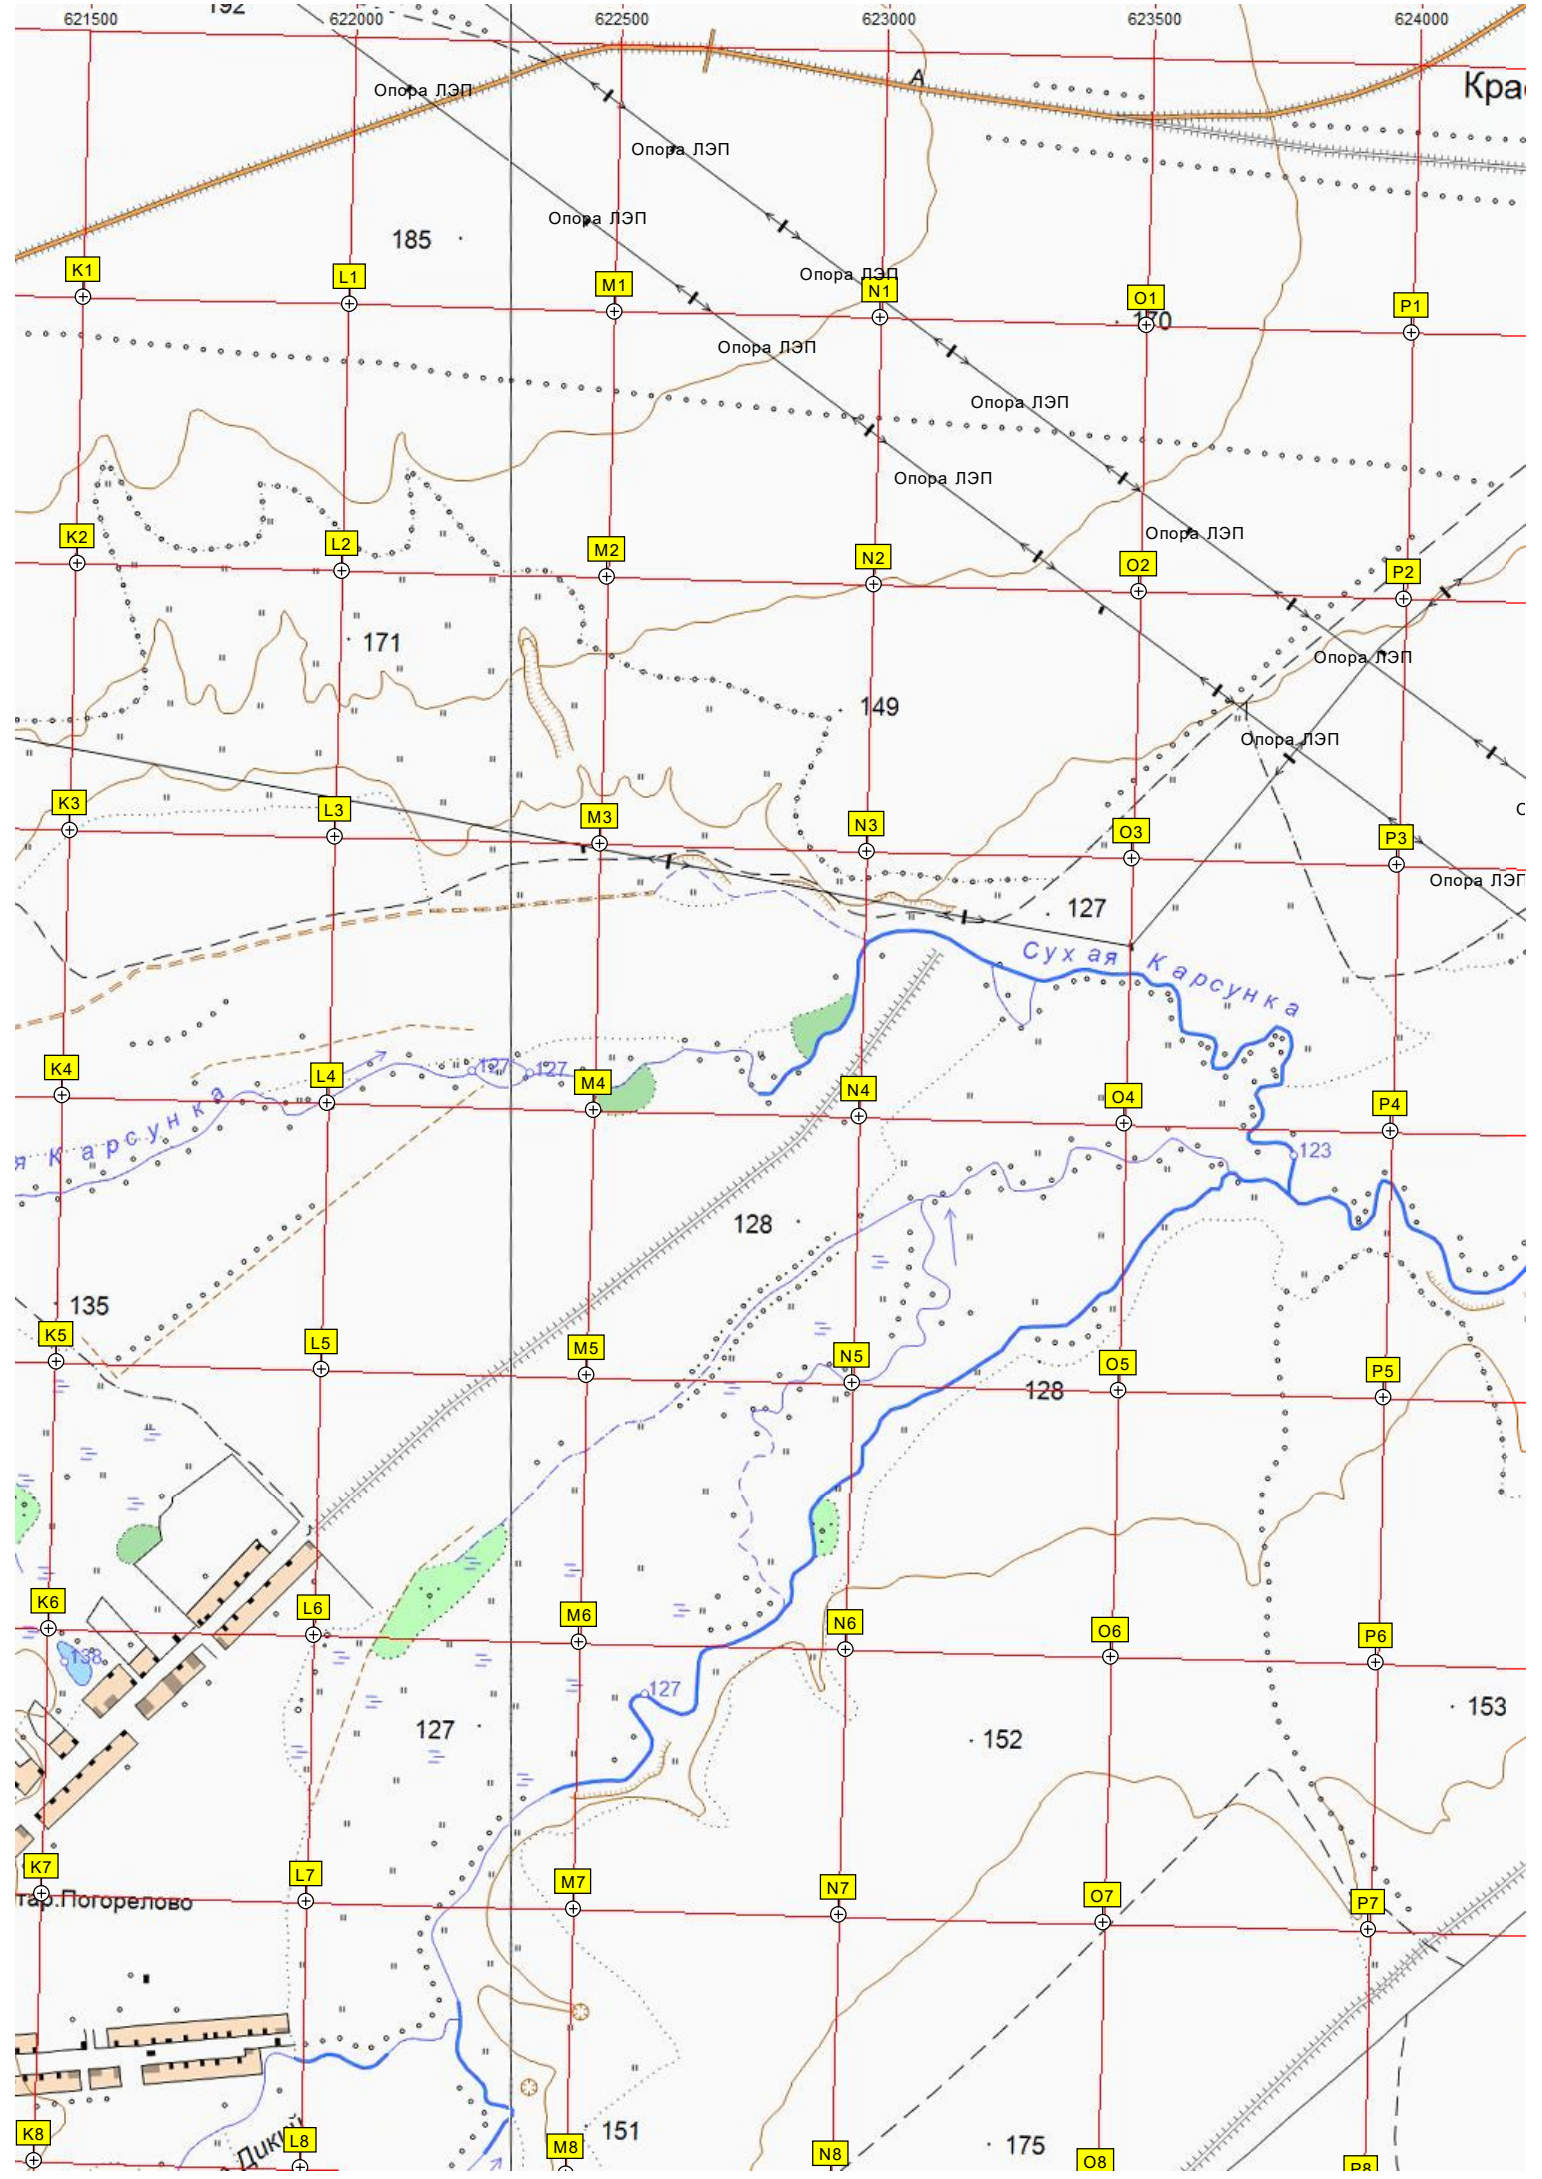 192
621500 622000 622500 623000 623500 624000
Опора ЛЭП
А
Крас
Опора ЛЭП
Опора ЛЭП
185
Опора ЛЭП
K1 L1 M1 N1 O1 P1
170
Опора ЛЭП
Опора ЛЭП
Опора ЛЭП
Опора ЛЭП
K2 L2 M2 N2 O2 P2
171
Опора ЛЭП
149
Опора ЛЭП
K3 L3 M3 N3 O3 P3
Опора ЛЭП
127
Сухая Карсунка
127 127
K4 L4 M4 N4 O4 P4
я Карсунка
123
128
135
K5 L5 M5 N5 O5 P5
128
K6 L6 M6 N6 O6 P6
138
127
153
127
152
K7 L7 M7 N7 O7 P7
тар.Погорелово
151
175
Дикий
K8 L8 M8 N8 O8 P8